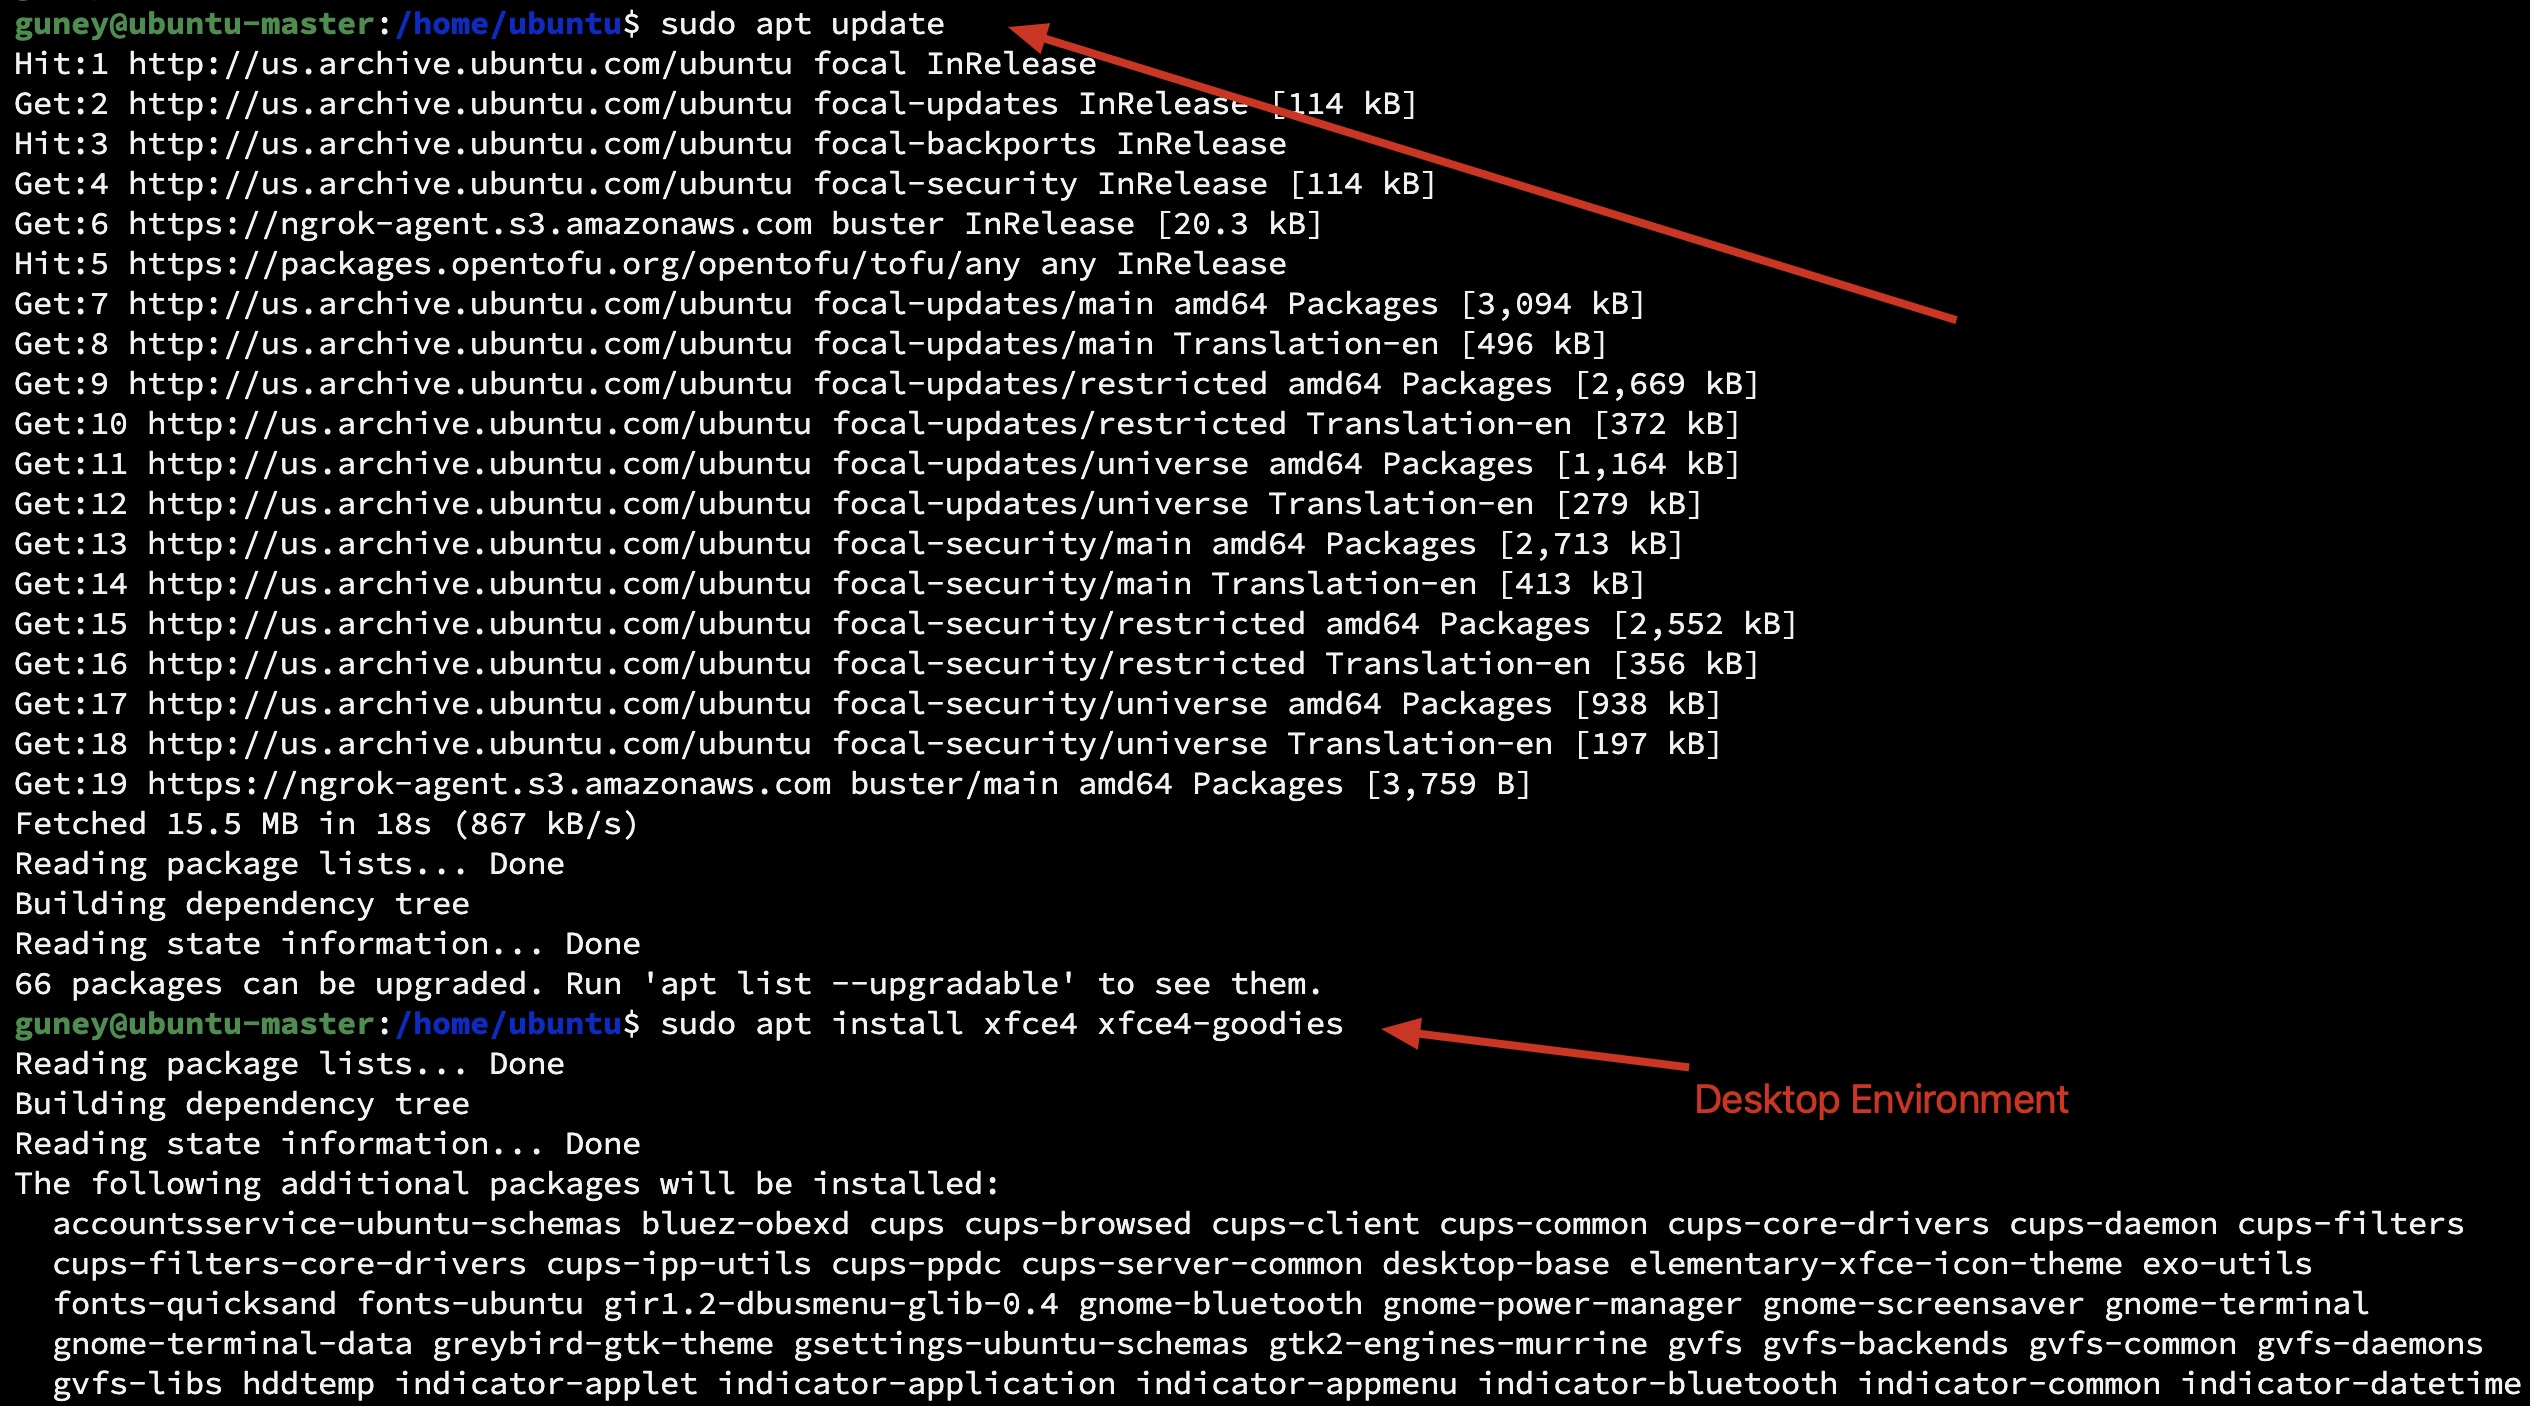 guney@ubuntu-master:/home/ubuntu$ sudo apt update
Hit:1 http://us.archive.ubuntu.com/ubuntu focal InRelease
Get:2 http://us.archive.ubuntu.com/ubuntu focal-updates InRelease [114 kB]
Hit:3 http://us.archive.ubuntu.com/ubuntu focal-backports InRelease
Get:4 http://us.archive.ubuntu.com/ubuntu focal-security InRelease [114 kB]
Get:6 https://ngrok-agent.s3.amazonaws.com buster InRelease [20.3 kB]
Hit:5 https://packages.opentofu.org/opentofu/tofu/any any InRelease
Get:7 http://us.archive.ubuntu.com/ubuntu focal-updates/main amd64 Packages [3,094 kB]
Get:8 http://us.archive.ubuntu.com/ubuntu focal-updates/main Translation-en [496 kB]
Get:9 http://us.archive.ubuntu.com/ubuntu focal-updates/restricted amd64 Packages [2,669 kB]
Get:10 http://us.archive.ubuntu.com/ubuntu focal-updates/restricted Translation-en [372 kB]
Get:11 http://us.archive.ubuntu.com/ubuntu focal-updates/universe amd64 Packages [1,164 kB]
Get:12 http://us.archive.ubuntu.com/ubuntu focal-updates/universe Translation-en [279 kB]
Get:13 http://us.archive.ubuntu.com/ubuntu focal-security/main amd64 Packages [2,713 kB]
Get:14 http://us.archive.ubuntu.com/ubuntu focal-security/main Translation-en [413 kB]
Get:15 http://us.archive.ubuntu.com/ubuntu focal-security/restricted amd64 Packages [2,552 kB]
Get:16 http://us.archive.ubuntu.com/ubuntu focal-security/restricted Translation-en [356 kB]
Get:17 http://us.archive.ubuntu.com/ubuntu focal-security/universe amd64 Packages [938 kB]
Get:18 http://us.archive.ubuntu.com/ubuntu focal-security/universe Translation-en [197 kB]
Get:19 https://ngrok-agent.s3.amazonaws.com buster/main amd64 Packages [3,759 B]
Fetched 15.5 MB in 18s (867 kB/s)
Reading package lists... Done
Building dependency tree
Reading state information... Done
66 packages can be upgraded. Run 'apt list --upgradable' to see them.
guney@ubuntu-master:/home/ubuntu$ sudo apt install xfce4 xfce4-goodies
Reading package lists... Done
Desktop Environment
Building dependency tree
Reading state information... Done
The following additional packages will be installed:
accountsservice-ubuntu-schemas bluez-obexd cups cups-browsed cups-client cups-common cups-core-drivers cups-daemon cups-filters
cups-filters-core-drivers cups-ipp-utils cups-ppdc cups-server-common desktop-base elementary-xfce-icon-theme exo-utils
fonts-quicksand fonts-ubuntu gir1.2-dbusmenu-glib-0.4 gnome-bluetooth gnome-power-manager gnome-screensaver gnome-terminal
gnome-terminal-data greybird-gtk-theme gsettings-ubuntu-schemas gtk2-engines-murrine gvfs gvfs-backends gvfs-common gvfs-daemons
gvfs-libs hddtemp indicator-applet indicator-application indicator-appmenu indicator-bluetooth indicator-common indicator-datetime